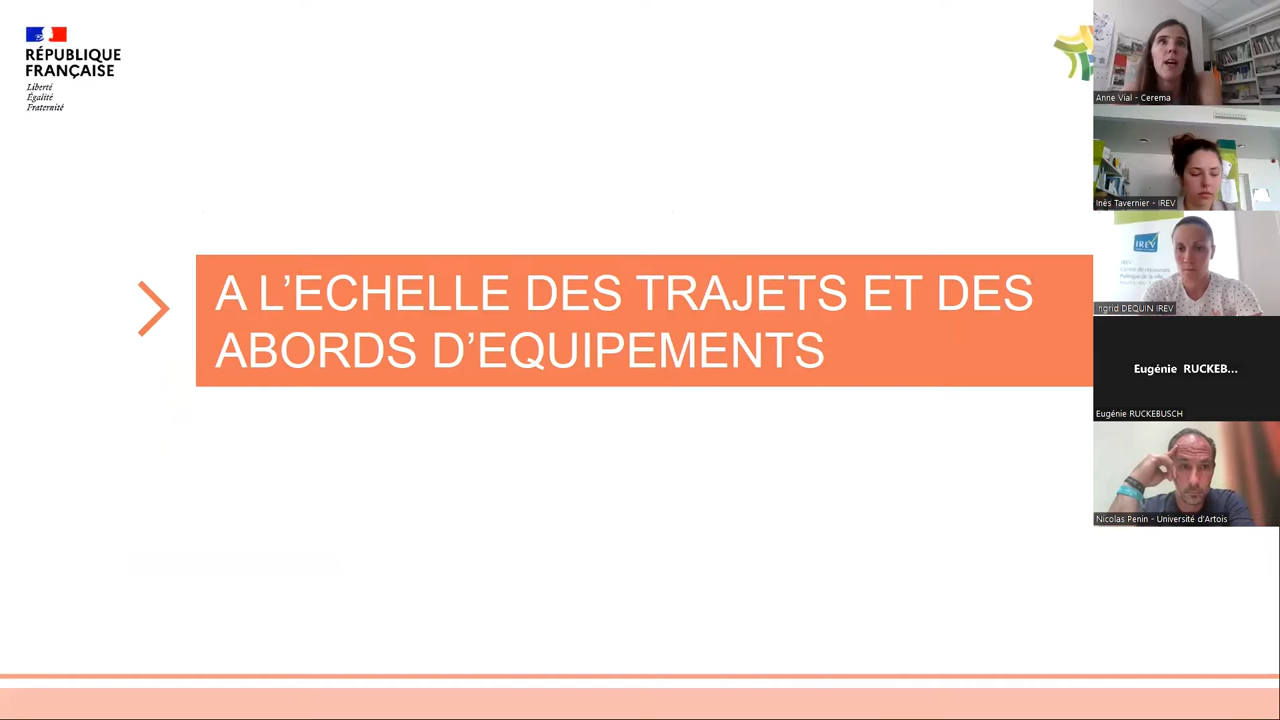 RÉPUBLIQUE
FRANÇAISE
Liberté
Égalité
Fraternité
A L’ECHELLE DES TRAJETS ET DES
ABORDS D’EQUIPEMENTS
Anne Vial - Cerema
Inès Tavernier - IREV
IREV
IREV
Ingrid DEQUIN IREV
Eugénie RUCKEB...
Eugénie RUCKEBUSCH
Nicolas Penin - Université d'Artois